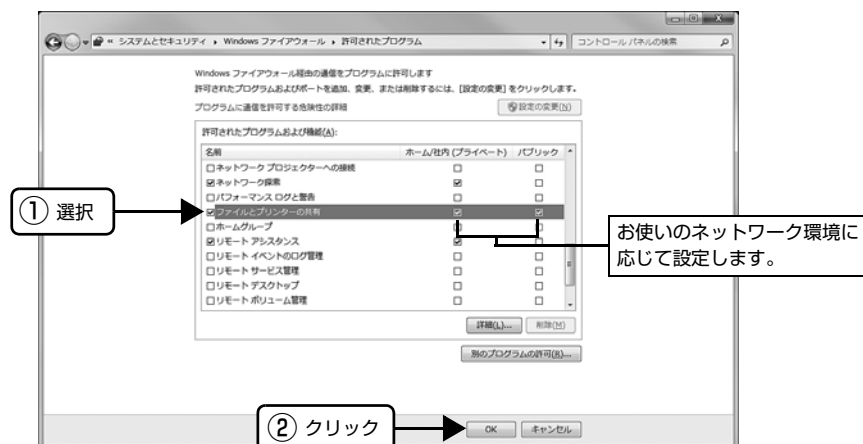 « システムとセキュリティ ▸ Windows ファイアウォール ▸ 許可されたプログラム
コントロール パネルの検索
Windows ファイアウォール経由の通信をプログラムに許可します
許可されたプログラムおよびポートを追加、変更、または削除するには、[設定の変更] をクリックします。
プログラムに通信を許可する危険性の詳細
設定の変更(N)
許可されたプログラムおよび機能(A):
名前 ホーム/社内 (プライベート) パブリック
ネットワーク プロジェクターへの接続
ネットワーク探索
パフォーマンス ログと警告
① 選択
ファイルとプリンターの共有
ホームグループ
リモート アシスタンス
リモート イベントのログ管理
リモート サービス管理
リモート デスクトップ
リモート ボリューム管理
お使いのネットワーク環境に
応じて設定します。
詳細(L)... 削除(M)
別のプログラムの許可(R)...
② クリック
OK キャンセル